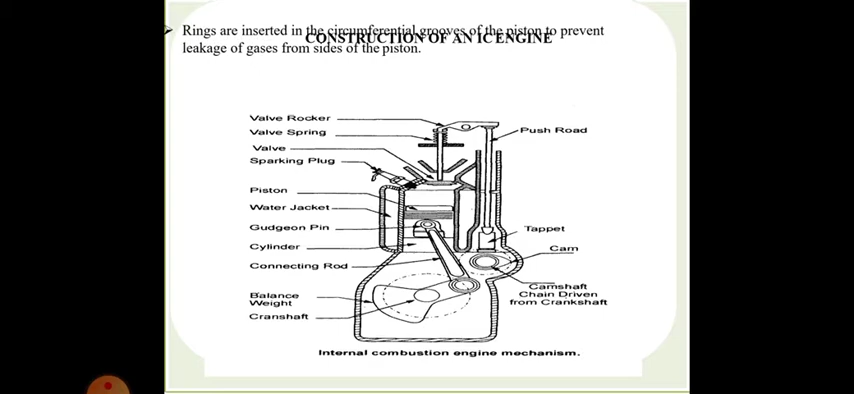 Rings are inserted in the circumferential grooves of the piston to prevent
leakage of gases from sides of the piston.
CONSTRUCTION OF AN IC ENGINE
Valve Rocker
Valve Spring
Valve
Sparking Plug
Piston
Water Jacket
Gudgeon Pin
Cylinder
Connecting Rod
Balance
Weight
Cranshaft
Push Road
Tappet
Cam
Camshaft
Chain Driven
from Crankshaft
Internal combustion engine mechanism.